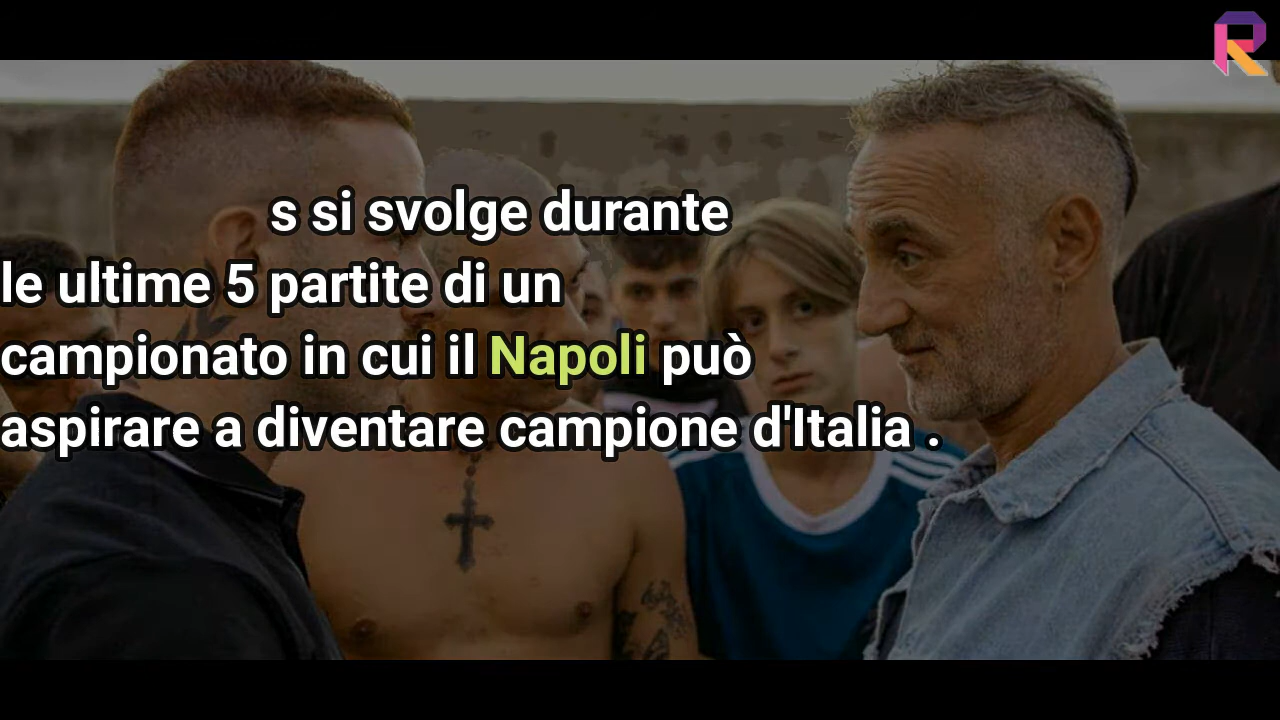 s si svolge durante
le ultime 5 partite di un
campionato in cui il Napoli può
aspirare a diventare campione d'Italia .